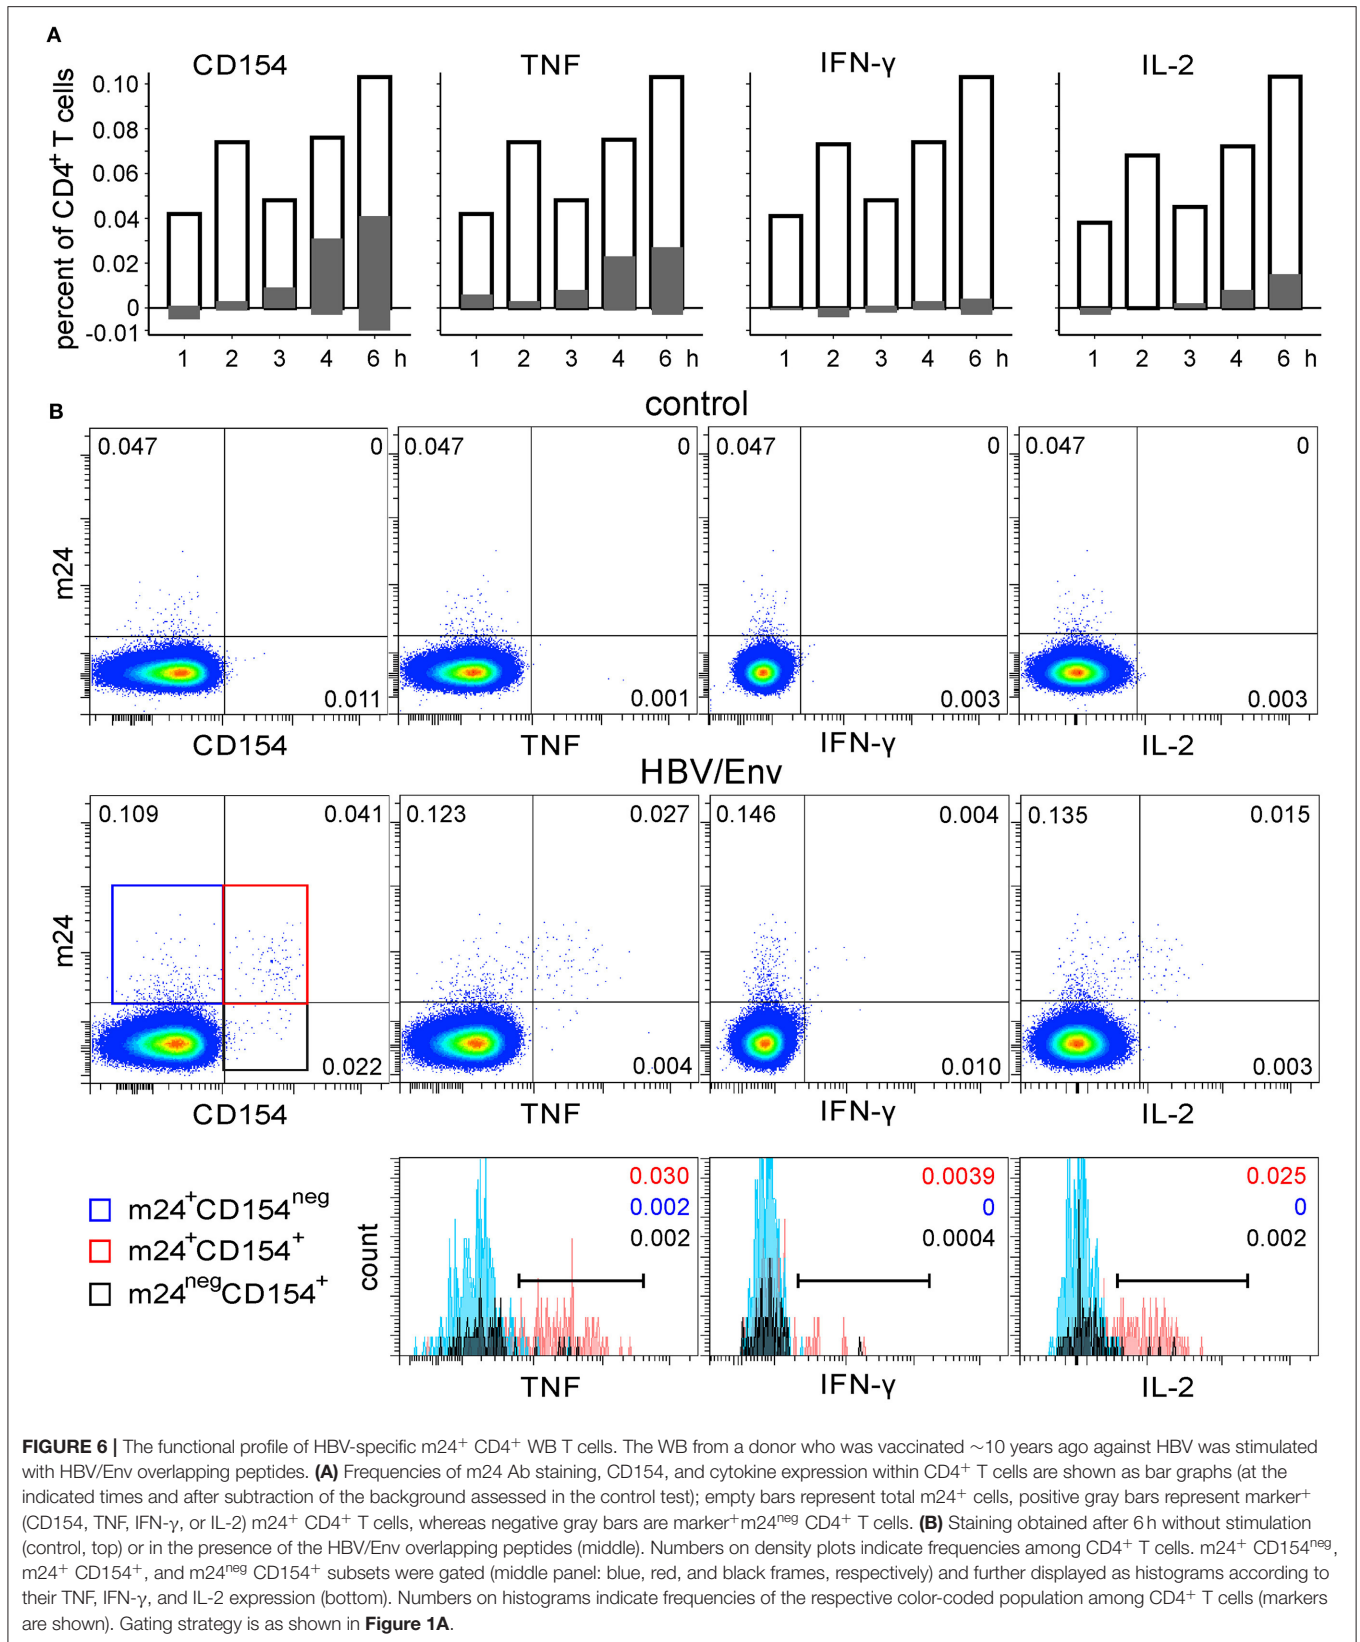 A
CD154 TNF IFN-γ IL-2
percent of CD4+ T cells
0.10
0.08
0.06
0.04
0.02
0
-0.01
1 2 3 4 6 h 1 2 3 4 6 h 1 2 3 4 6 h 1 2 3 4 6 h
B
control
0.047 0 0.047 0 0.047 0 0.047 0
m24
0.011 0.001 0.003 0.003
CD154 TNF IFN-γ IL-2
HBV/Env
0.109 0.041 0.123 0.027 0.146 0.004 0.135 0.015
m24
0.022 0.004 0.010 0.003
CD154 TNF IFN-γ IL-2
m24+CD154neg
m24+CD154+
m24negCD154+
count
0.030 0.0039 0.025
0.002 0 0
0.002 0.0004 0.002
TNF IFN-γ IL-2
FIGURE 6 | The functional profile of HBV-specific m24+ CD4+ WB T cells. The WB from a donor who was vaccinated ~10 years ago against HBV was stimulated
with HBV/Env overlapping peptides. (A) Frequencies of m24 Ab staining, CD154, and cytokine expression within CD4+ T cells are shown as bar graphs (at the
indicated times and after subtraction of the background assessed in the control test); empty bars represent total m24+ cells, positive gray bars represent marker+
(CD154, TNF, IFN-γ, or IL-2) m24+ CD4+ T cells, whereas negative gray bars are marker+m24neg CD4+ T cells. (B) Staining obtained after 6 h without stimulation
(control, top) or in the presence of the HBV/Env overlapping peptides (middle). Numbers on density plots indicate frequencies among CD4+ T cells. m24+ CD154neg,
m24+ CD154+, and m24neg CD154+ subsets were gated (middle panel: blue, red, and black frames, respectively) and further displayed as histograms according to
their TNF, IFN-γ, and IL-2 expression (bottom). Numbers on histograms indicate frequencies of the respective color-coded population among CD4+ T cells (markers
are shown). Gating strategy is as shown in Figure 1A.